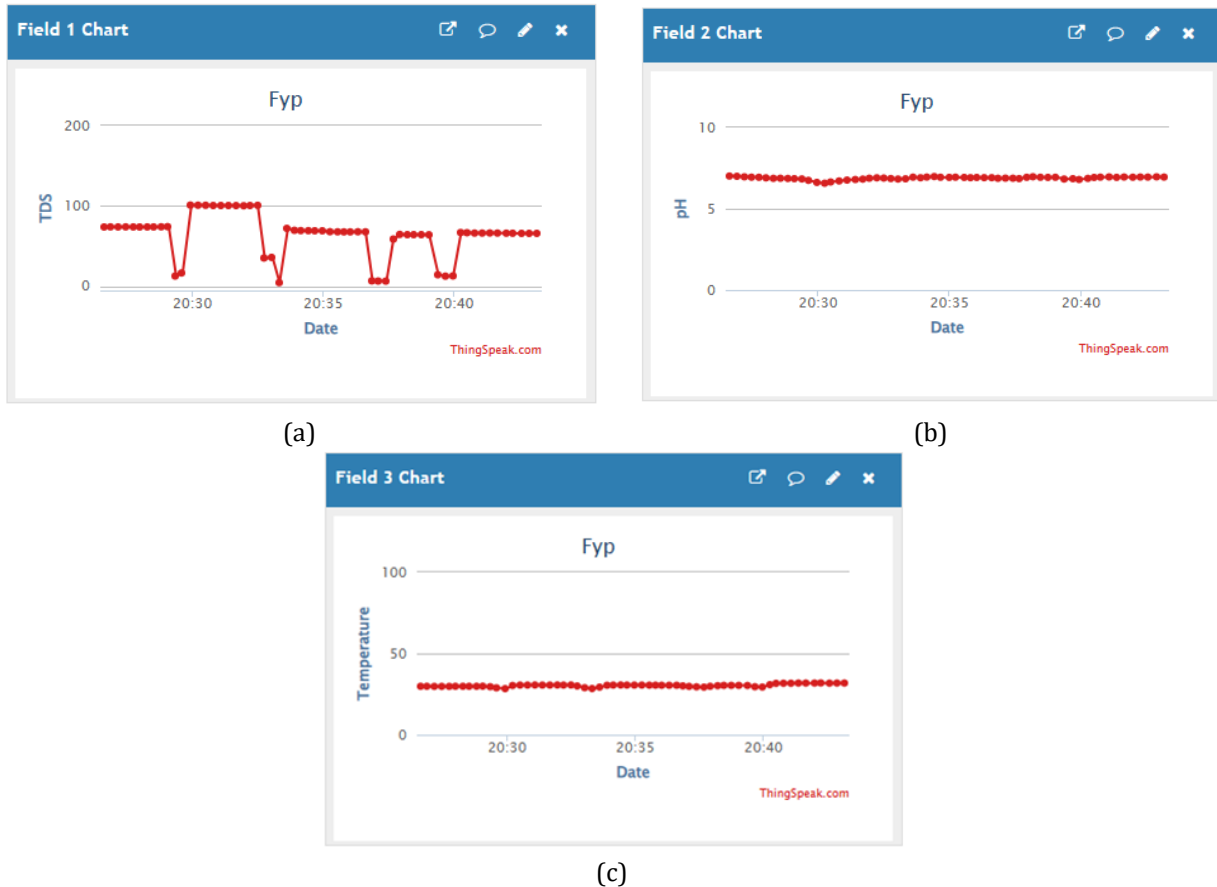 Field 1 Chart
Fyp
200
100
0
TDS
20:30 20:35 20:40
Date
ThingSpeak.com
(a)
Field 2 Chart
Fyp
10
5
0
pH
20:30 20:35 20:40
Date
ThingSpeak.com
(b)
Field 3 Chart
Fyp
100
50
0
Temperature
20:30 20:35 20:40
Date
ThingSpeak.com
(c)